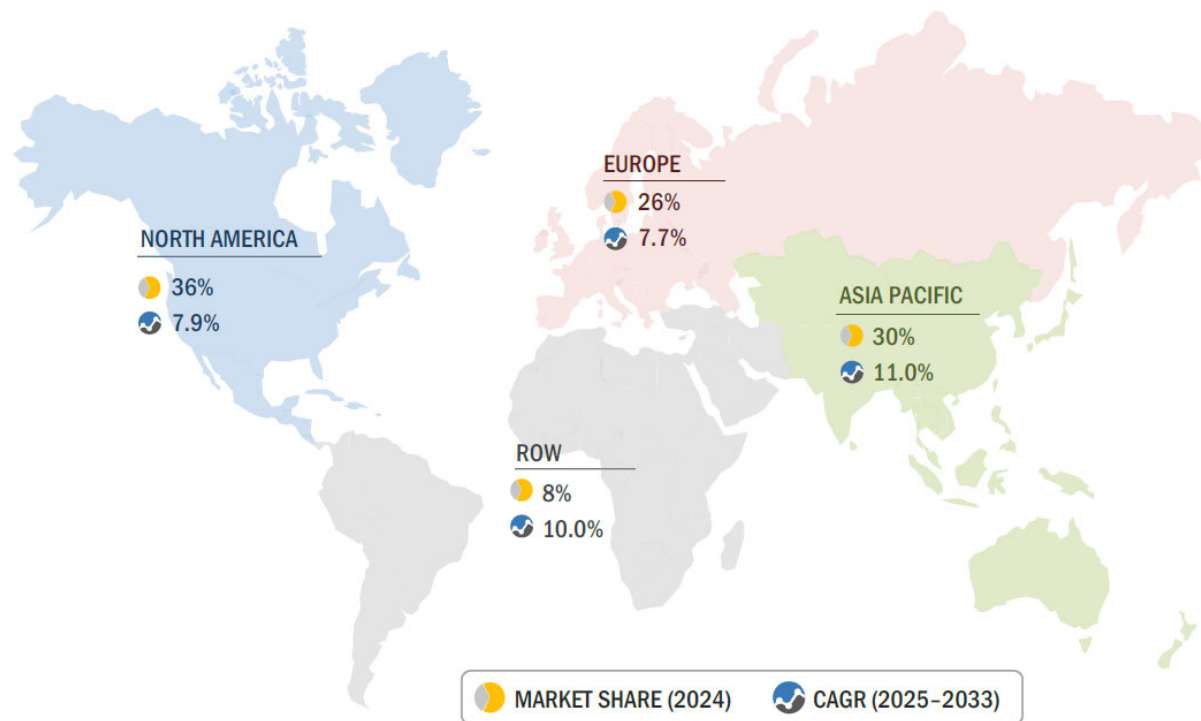 EUROPE
26%
7.7%
NORTH AMERICA
36%
7.9%
ASIA PACIFIC
30%
11.0%
ROW
8%
10.0%
MARKET SHARE (2024) CAGR (2025–2033)